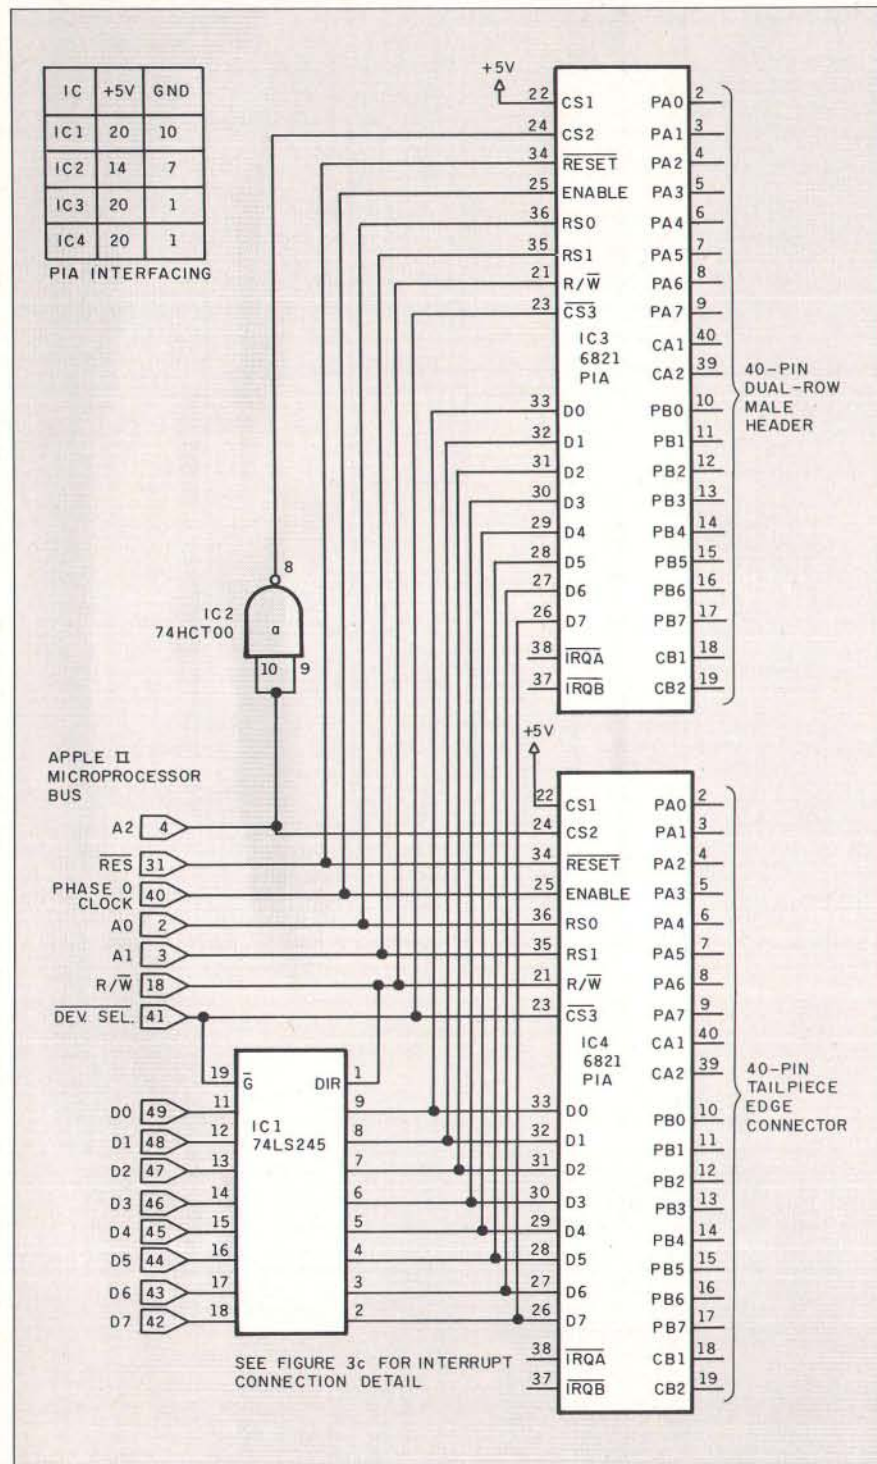 IC +5V GND
IC1 20 10
IC2 14 7
IC3 20 1
IC4 20 1
PIA INTERFACING
+5V
22 CS1 PA0 2
24 CS2 PA1 3
34 RESET PA2 4
25 ENABLE PA3 5
36 RS0 PA4 6
35 RS1 PA5 7
21 R/W PA6 8
23 CS3 PA7 9
IC3
6821
PIA
CA1 40
CA2 39
33 D0 PB0 10
32 D1 PB1 11
31 D2 PB2 12
30 D3 PB3 13
29 D4 PB4 14
28 D5 PB5 15
27 D6 PB6 16
26 D7 PB7 17
38 IRQA CB1 18
37 IRQB CB2 19
40-PIN
DUAL-ROW
MALE
HEADER
8
IC2
74HCT00
a
10 9
APPLE II
MICROPROCESSOR
BUS
A2 4
RES 31
PHASE 0
CLOCK 40
A0 2
A1 3
R/W 18
DEV. SEL. 41
D0 49
D1 48
D2 47
D3 46
D4 45
D5 44
D6 43
D7 42
19 G DIR 1
11 9
12 8
13 7
14 6
15 5
16 4
17 3
18 2
IC1
74LS245
SEE FIGURE 3c FOR INTERRUPT
CONNECTION DETAIL
+5V
22 CS1 PA0 2
24 CS2 PA1 3
34 RESET PA2 4
25 ENABLE PA3 5
36 RS0 PA4 6
35 RS1 PA5 7
21 R/W PA6 8
23 CS3 PA7 9
IC4
6821
PIA
CA1 40
CA2 39
33 D0 PB0 10
32 D1 PB1 11
31 D2 PB2 12
30 D3 PB3 13
29 D4 PB4 14
28 D5 PB5 15
27 D6 PB6 16
26 D7 PB7 17
38 IRQA CB1 18
37 IRQB CB2 19
40-PIN
TAILPIECE
EDGE
CONNECTOR